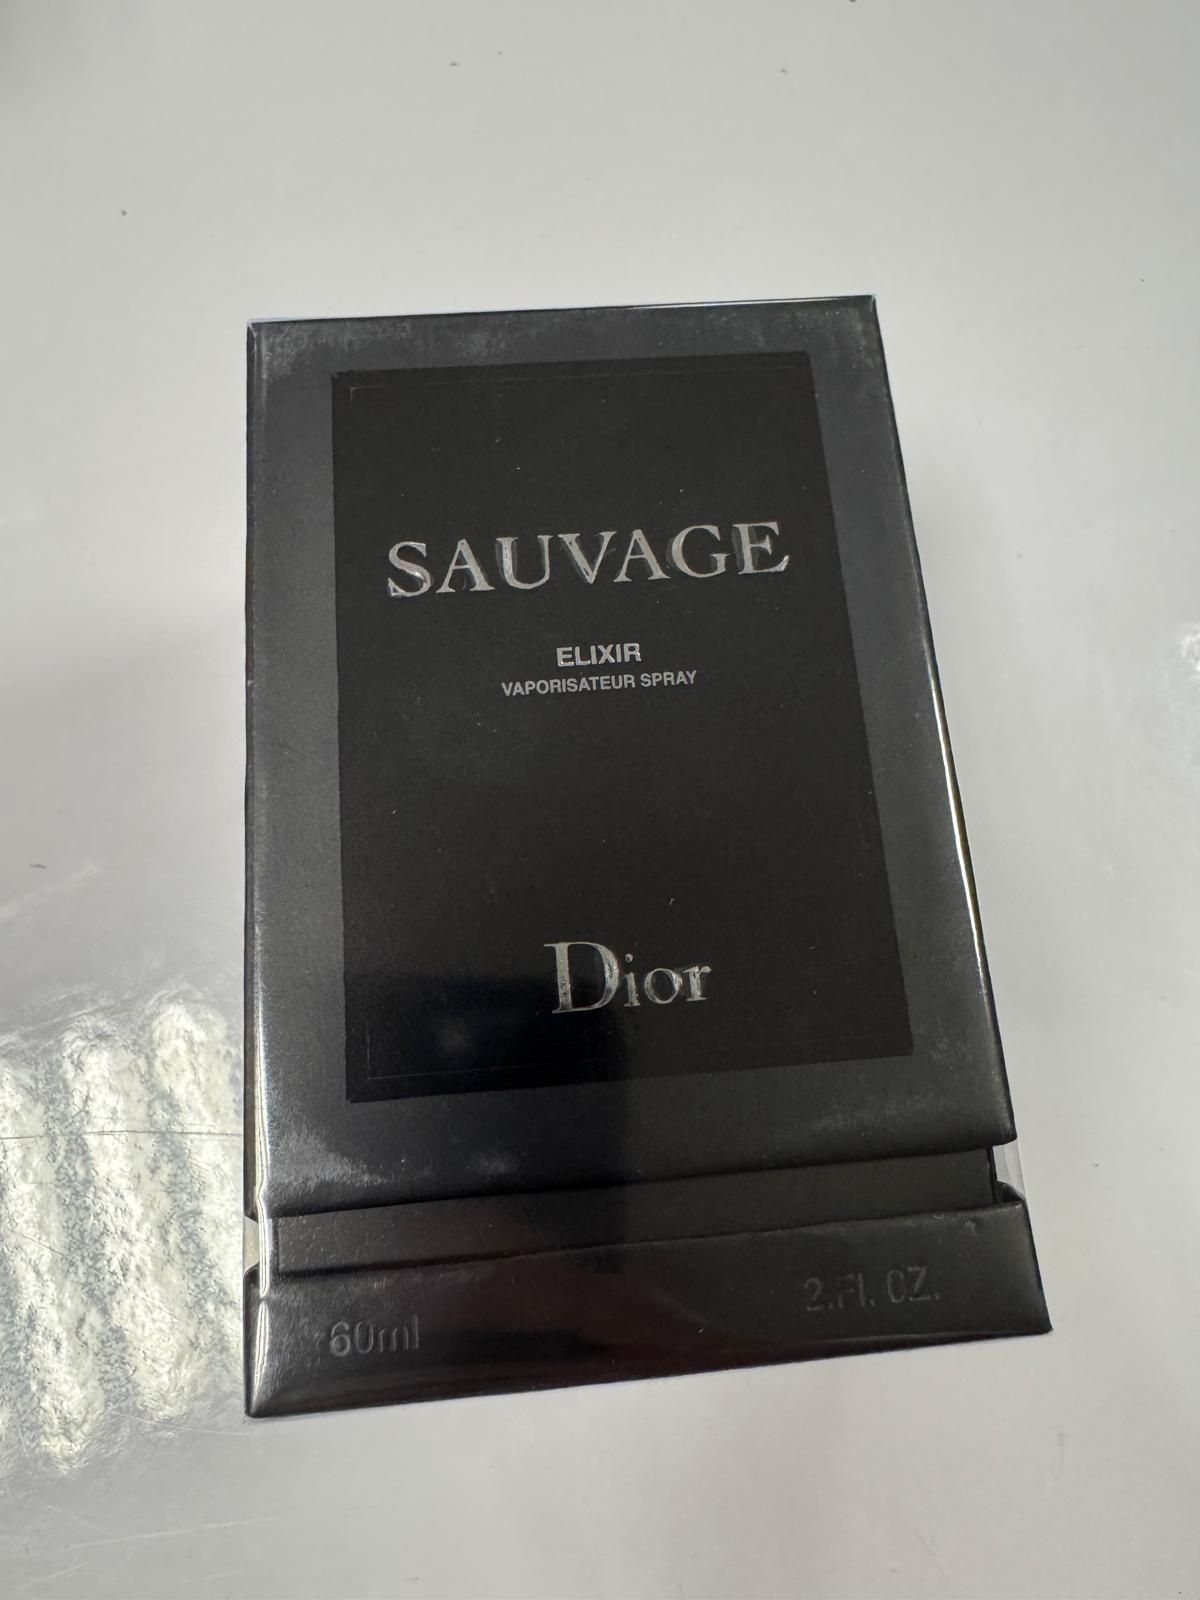 SAUVAGE
ELIXIR
VAPORISATEUR SPRAY
Dior
60ml 2.Fl. OZ.